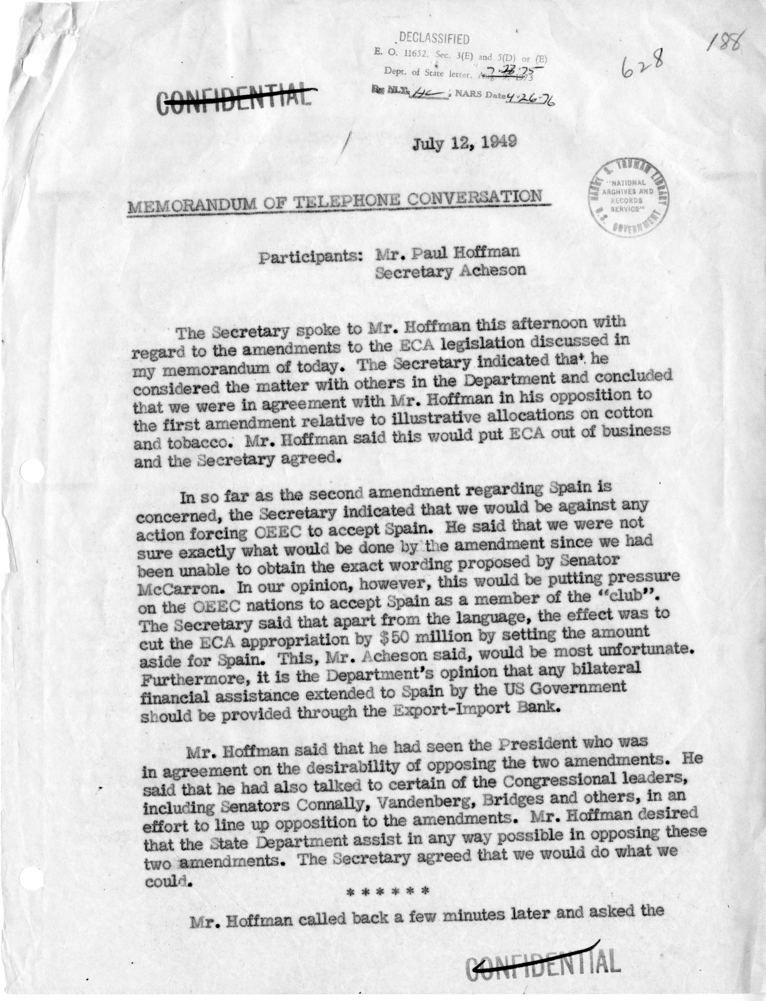 188
628
DECLASSIFIED
E. O. 11652, Sec. 3(E) and 5(D) or (E)
Dept. of State letter,
NARS Date 4-26-76
CONFIDENTIAL
July 12, 1949
HARRY S. TRUMAN LIBRARY
"NATIONAL
ARCHIVES AND
RECORDS
SERVICE"
U.S. GOVERNMENT
MEMORANDUM OF TELEPHONE CONVERSATION
Participants: Mr. Paul Hoffman
Secretary Acheson
The Secretary spoke to Mr. Hoffman this afternoon with
regard to the amendments to the ECA legislation discussed in
my memorandum of today. The Secretary indicated that he
considered the matter with others in the Department and concluded
that we were in agreement with Mr. Hoffman in his opposition to
the first amendment relative to illustrative allocations on cotton
and tobacco. Mr. Hoffman said this would put ECA out of business
and the Secretary agreed.
In so far as the second amendment regarding Spain is
concerned, the Secretary indicated that we would be against any
action forcing OEEC to accept Spain. He said that we were not
sure exactly what would be done by the amendment since we had
been unable to obtain the exact wording proposed by Senator
McCarron. In our opinion, however, this would be putting pressure
on the OEEC nations to accept Spain as a member of the "club".
The Secretary said that apart from the language, the effect was to
cut the ECA appropriation by $50 million by setting the amount
aside for Spain. This, Mr. Acheson said, would be most unfortunate.
Furthermore, it is the Department's opinion that any bilateral
financial assistance extended to Spain by the US Government
should be provided through the Export-Import Bank.
Mr. Hoffman said that he had seen the President who was
in agreement on the desirability of opposing the two amendments. He
said that he had also talked to certain of the Congressional leaders,
including Senators Connally, Vandenberg, Bridges and others, in an
effort to line up opposition to the amendments. Mr. Hoffman desired
that the State Department assist in any way possible in opposing these
two amendments. The Secretary agreed that we would do what we
could.
* * * * * *
Mr. Hoffman called back a few minutes later and asked the
CONFIDENTIAL